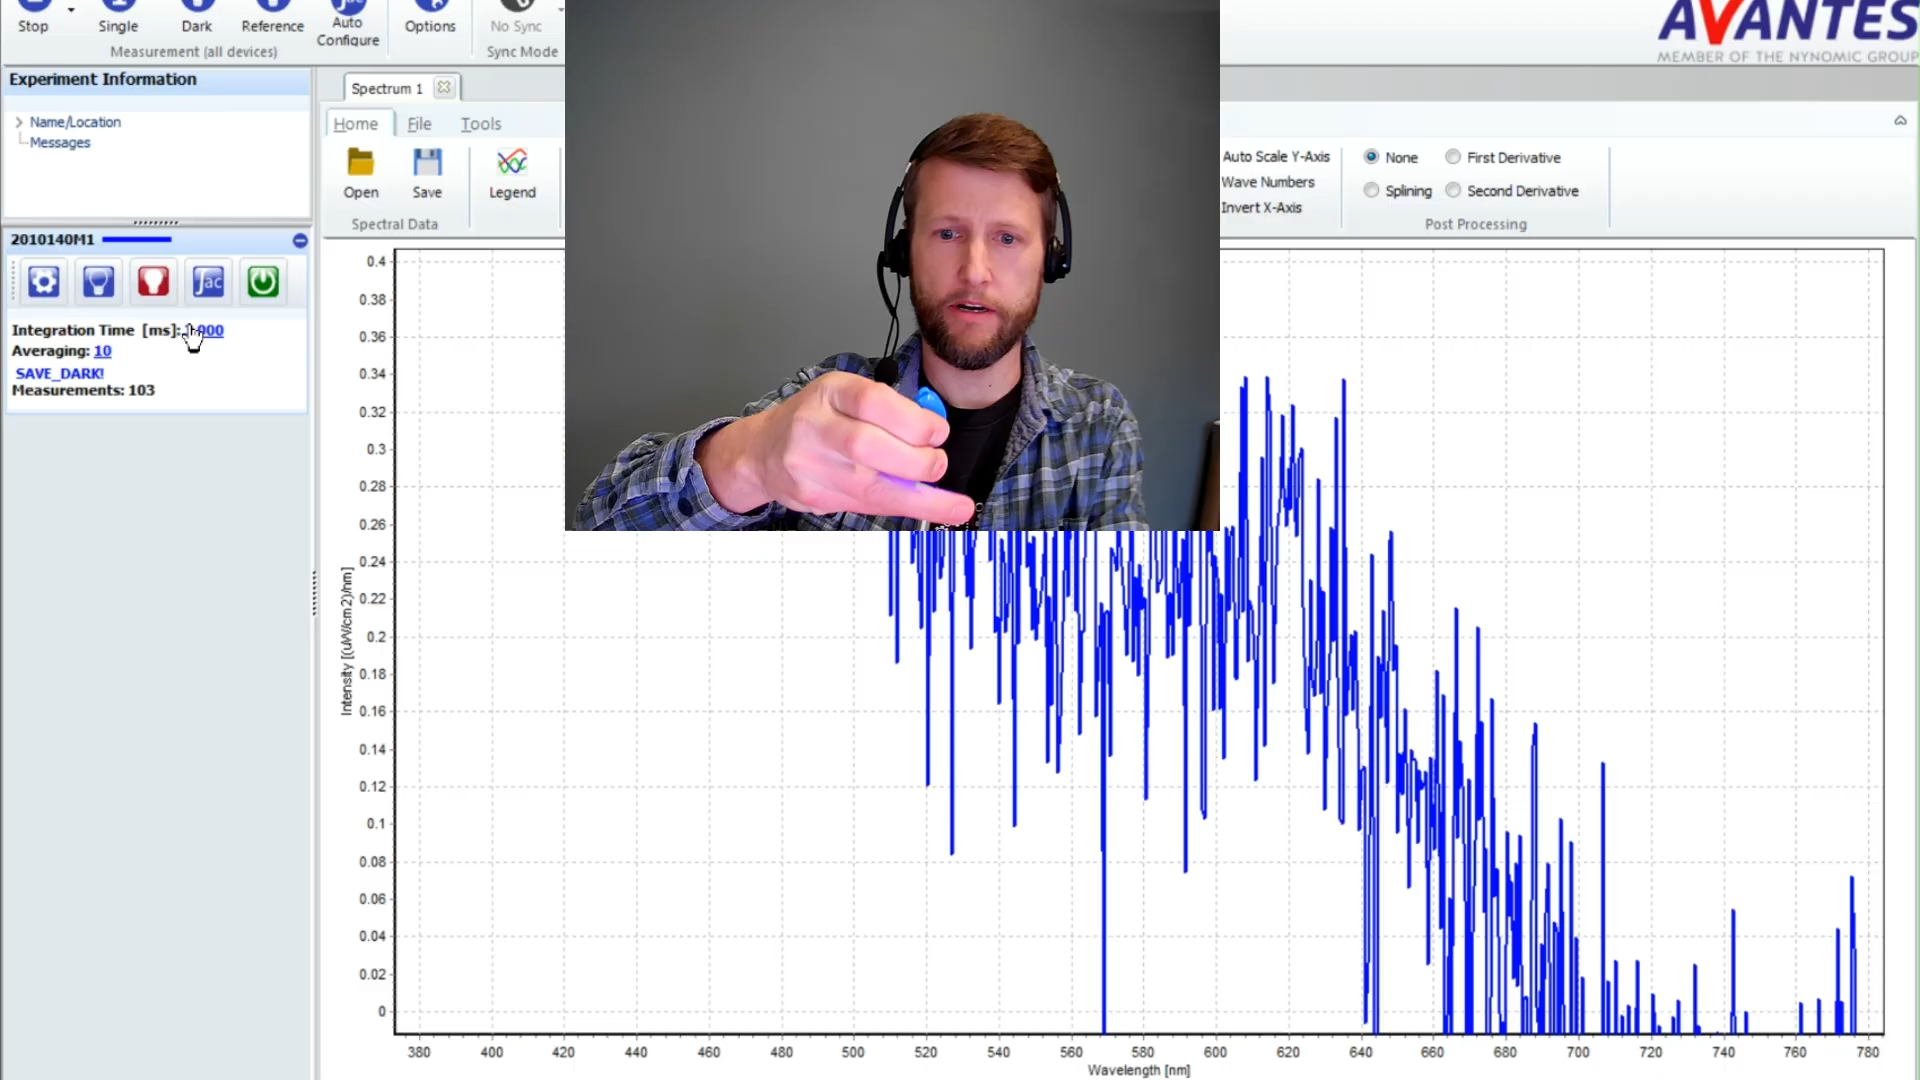 Stop
Single
Dark
Reference
Auto
Configure
Options
No Sync
Measurement (all devices)
Sync Mode
AVANTES
MEMBER OF THE NYNOMIC GROUP
Experiment Information
Name/Location
Messages
2010140M1
Jac
Integration Time [ms]:
Averaging: 10
SAVE_DARK!
Measurements: 103
Spectrum 1
Home
File
Tools
Open
Save
Legend
Spectral Data
Auto Scale Y-Axis
Wave Numbers
Invert X-Axis
None
First Derivative
Splining
Second Derivative
Post Processing
Intensity [(uW/cm2)/nm]
0.4
0.38
0.36
0.34
0.32
0.3
0.28
0.26
0.24
0.22
0.2
0.18
0.16
0.14
0.12
0.1
0.08
0.06
0.04
0.02
0
380 400 420 440 460 480 500 520 540 560 580 600 620 640 660 680 700 720 740 760 780
Wavelength [nm]